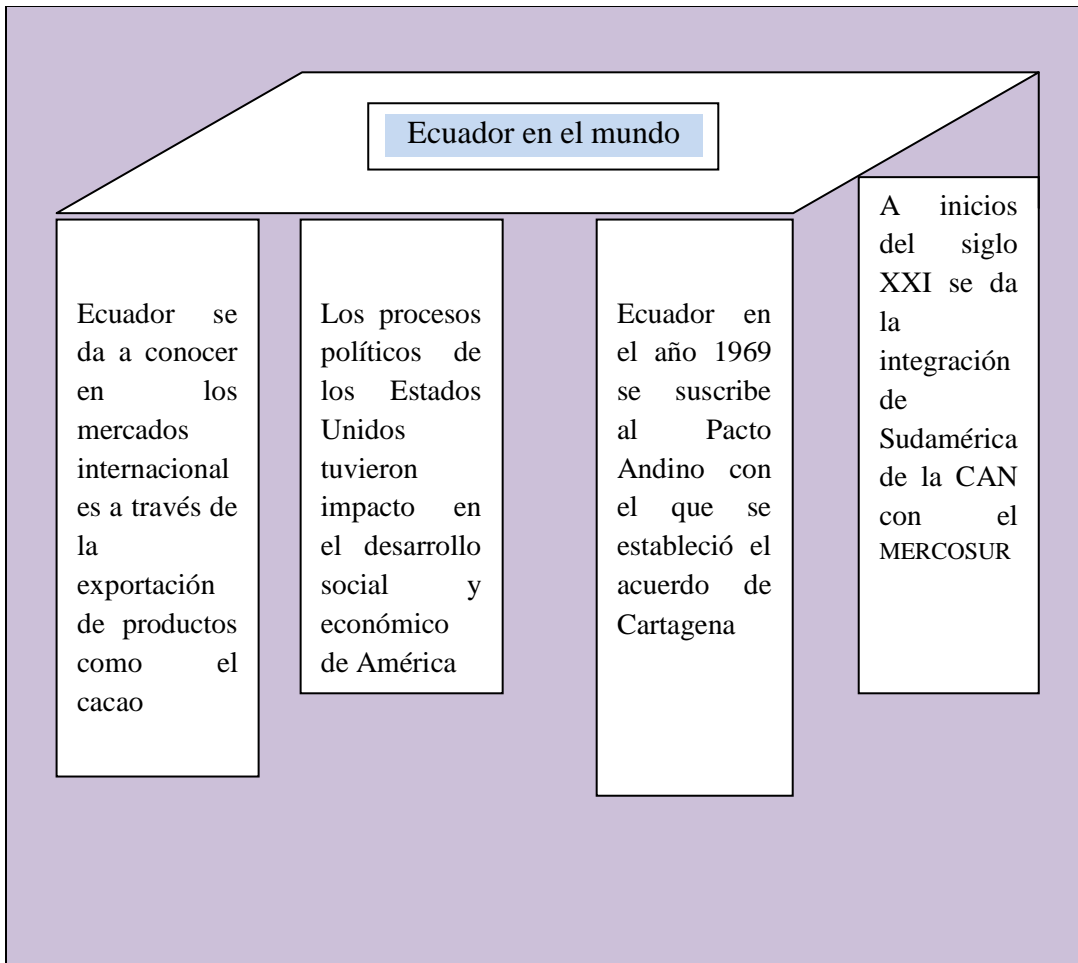 Ecuador en el mundo
Ecuador se
da a conocer
en los
mercados
internacional
es a través de
la
exportación
de productos
como el
cacao
Los procesos
políticos de
los Estados
Unidos
tuvieron
impacto en
el desarrollo
social y
económico
de América
Ecuador en
el año 1969
se suscribe
al Pacto
Andino con
el que se
estableció el
acuerdo de
Cartagena
A inicios
del siglo
XXI se da
la
integración
de
Sudamérica
de la CAN
con el
MERCOSUR